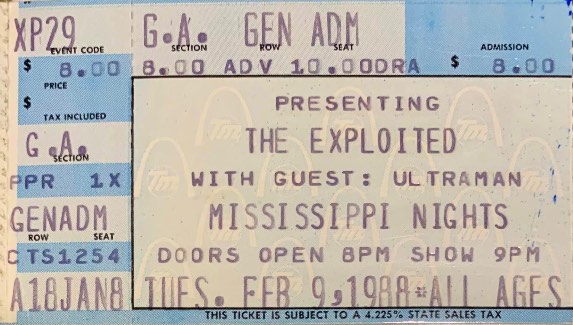 XP29 G.A. GEN ADM
EVENT CODE SECTION ROW SEAT ADMISSION
$ 8.00 8.00 ADV 10.00DRA $ 8.00
PRICE
$
TAX INCLUDED
PRESENTING
G.A. THE EXPLOITED
SECTION
PPR 1X WITH GUEST: ULTRAMAN
GENADM MISSISSIPPI NIGHTS
ROW SEAT
CTS1254 DOORS OPEN 8PM SHOW 9PM
A18JAN8 TUES. FEB 9,1988*ALL AGES
THIS TICKET IS SUBJECT TO A 4.225% STATE SALES TAX